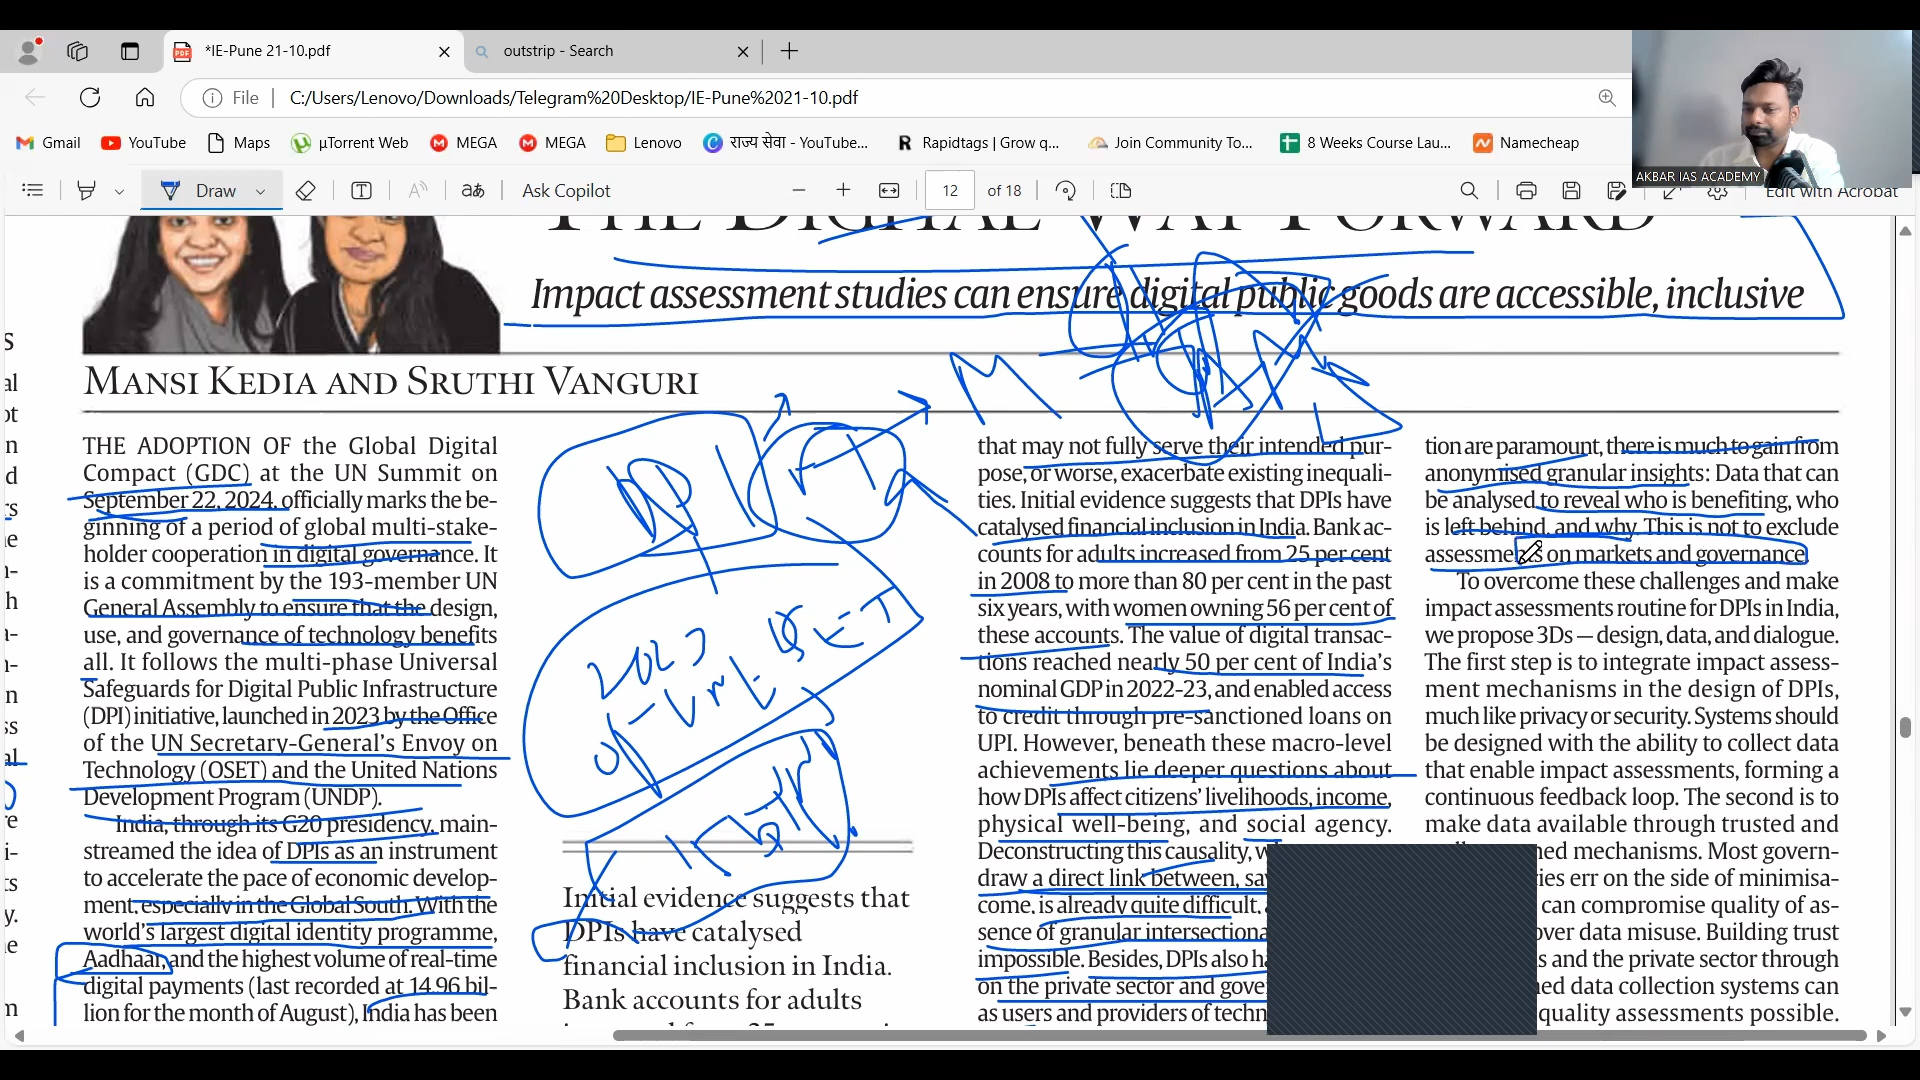 *IE-Pune 21-10.pdf
outstrip - Search
File
C:/Users/Lenovo/Downloads/Telegram%20Desktop/IE-Pune%2021-10.pdf
Gmail
YouTube
Maps
µTorrent Web
MEGA
MEGA
Lenovo
राज्य सेवा - YouTube...
Rapidtags | Grow q...
Join Community To...
8 Weeks Course Lau...
Namecheap
AKBAR IAS ACADEMY
Draw
Ask Copilot
12 of 18
Edit with Acrobat
THE DIGITAL WAY FORWARD
Impact assessment studies can ensure digital public goods are accessible, inclusive
MANSI KEDIA AND SRUTHI VANGURI
THE ADOPTION OF the Global Digital
Compact (GDC) at the UN Summit on
September 22, 2024, officially marks the be-
ginning of a period of global multi-stake-
holder cooperation in digital governance. It
is a commitment by the 193-member UN
General Assembly to ensure that the design,
use, and governance of technology benefits
all. It follows the multi-phase Universal
Safeguards for Digital Public Infrastructure
(DPI) initiative, launched in 2023 by the Office
of the UN Secretary-General's Envoy on
Technology (OSET) and the United Nations
Development Program (UNDP).
India, through its G20 presidency, main-
streamed the idea of DPIs as an instrument
to accelerate the pace of economic develop-
ment, especially in the Global South. With the
world's largest digital identity programme,
Aadhaar, and the highest volume of real-time
digital payments (last recorded at 14.96 bil-
lion for the month of August), India has been
Initial evidence suggests that
DPIs have catalysed
financial inclusion in India.
Bank accounts for adults
that may not fully serve their intended pur-
pose, or worse, exacerbate existing inequali-
ties. Initial evidence suggests that DPIs have
catalysed financial inclusion in India. Bank ac-
counts for adults increased from 25 per cent
in 2008 to more than 80 per cent in the past
six years, with women owning 56 per cent of
these accounts. The value of digital transac-
tions reached nearly 50 per cent of India's
nominal GDP in 2022-23, and enabled access
to credit through pre-sanctioned loans on
UPI. However, beneath these macro-level
achievements lie deeper questions about
how DPIs affect citizens' livelihoods, income,
physical well-being, and social agency.
Deconstructing this causality, w
draw a direct link between, sa
come, is already quite difficult,
sence of granular intersectiona
impossible. Besides, DPIs also ha
on the private sector and gove
as users and providers of techn
tion are paramount, there is much to gain from
anonymised granular insights: Data that can
be analysed to reveal who is benefiting, who
is left behind, and why. This is not to exclude
assessments on markets and governance.
To overcome these challenges and make
impact assessments routine for DPIs in India,
we propose 3Ds — design, data, and dialogue.
The first step is to integrate impact assess-
ment mechanisms in the design of DPIs,
much like privacy or security. Systems should
be designed with the ability to collect data
that enable impact assessments, forming a
continuous feedback loop. The second is to
make data available through trusted and
ned mechanisms. Most govern-
ries err on the side of minimisa-
can compromise quality of as-
over data misuse. Building trust
s and the private sector through
ed data collection systems can
quality assessments possible.